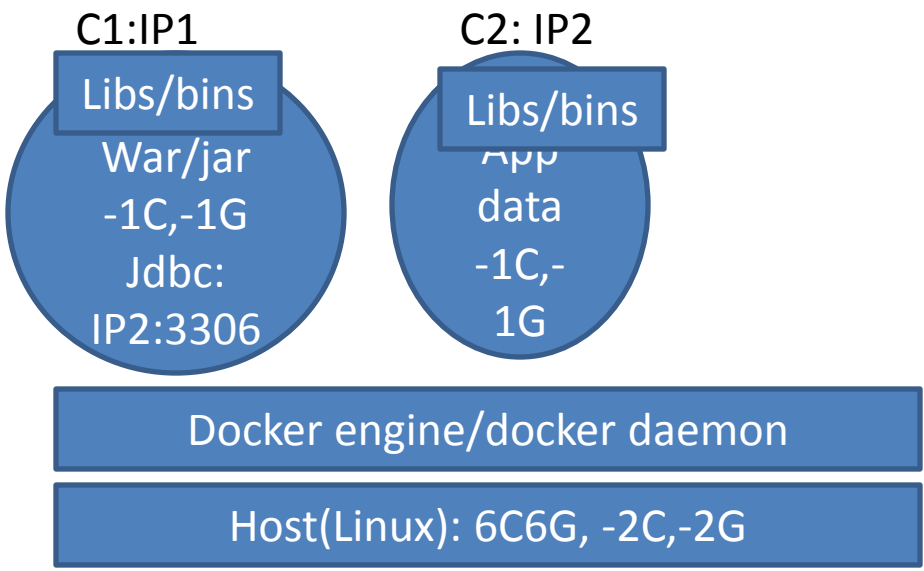 C1:IP1
C2: IP2
Libs/bins
War/jar
-1C,-1G
Jdbc:
IP2:3306
Libs/bins
App
data
-1C,-
1G
Docker engine/docker daemon
Host(Linux): 6C6G, -2C,-2G